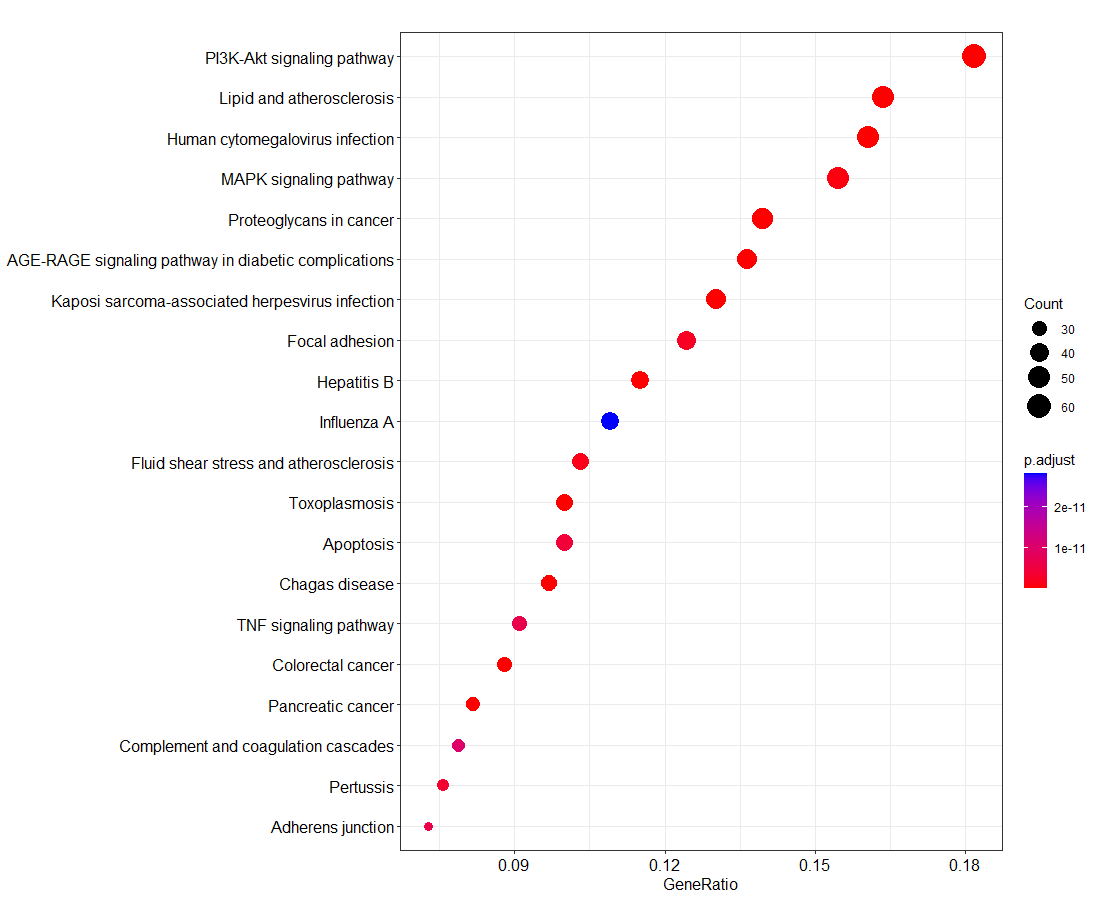 PI3K-Akt signaling pathway
Lipid and atherosclerosis
Human cytomegalovirus infection
MAPK signaling pathway
Proteoglycans in cancer
AGE-RAGE signaling pathway in diabetic complications
Kaposi sarcoma-associated herpesvirus infection
Focal adhesion
Hepatitis B
Influenza A
Fluid shear stress and atherosclerosis
Toxoplasmosis
Apoptosis
Chagas disease
TNF signaling pathway
Colorectal cancer
Pancreatic cancer
Complement and coagulation cascades
Pertussis
Adherens junction
0.09 0.12 0.15 0.18
GeneRatio
Count
30
40
50
60
p.adjust
2e-11
1e-11